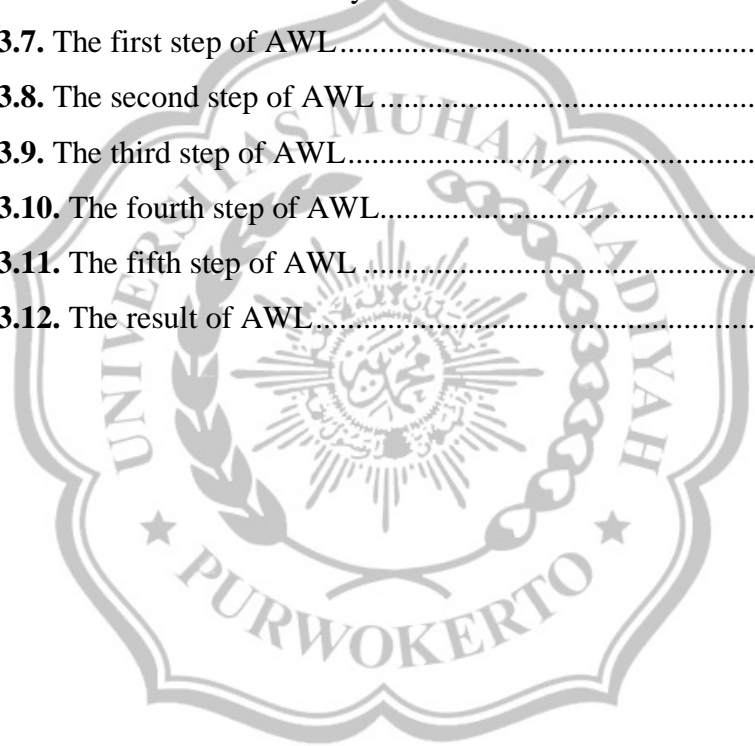 3.7. The first step of AWL
3.8. The second step of AWL
3.9. The third step of AWL
3.10. The fourth step of AWL
3.11. The fifth step of AWL
3.12. The result of AWL
UNIVERSITAS MUHAMMADIYAH
PURWOKERTO